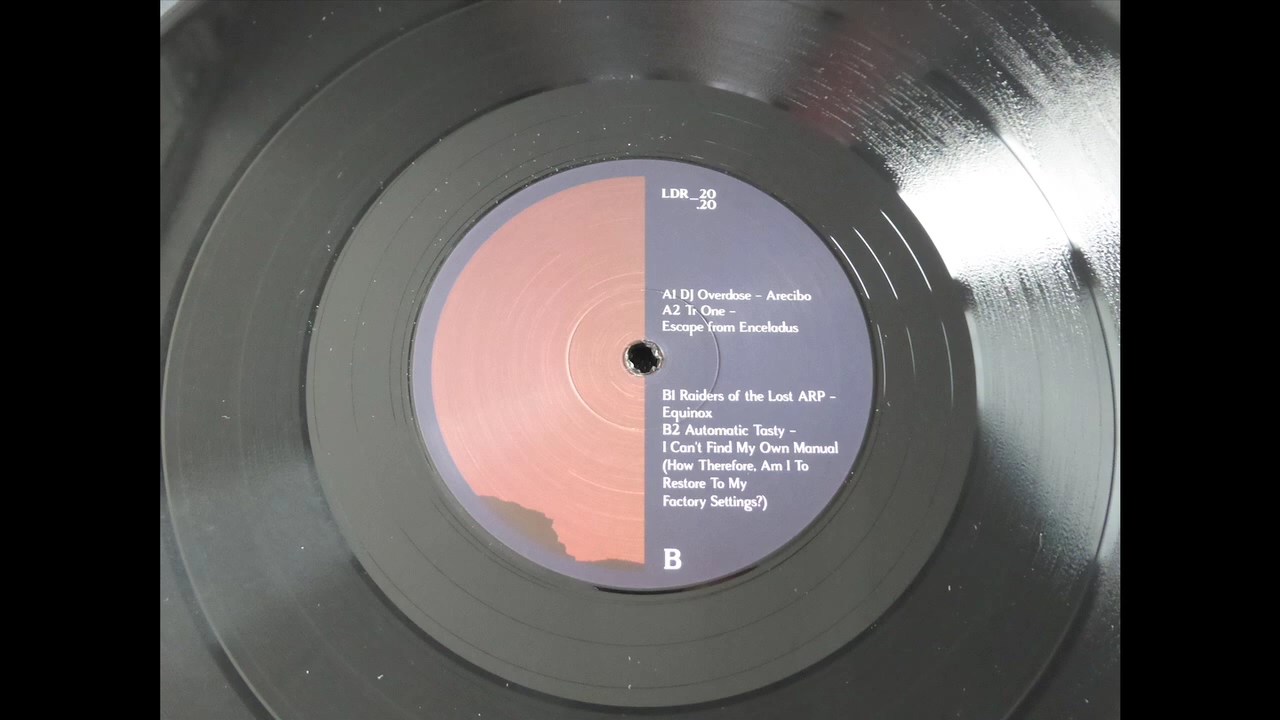 LDR_20
.20
A1 DJ Overdose – Arecibo
A2 Tr One –
Escape from Enceladus
B1 Raiders of the Lost ARP –
Equinox
B2 Automatic Tasty –
I Can't Find My Own Manual
(How Therefore, Am I To
Restore To My
Factory Settings?)
B